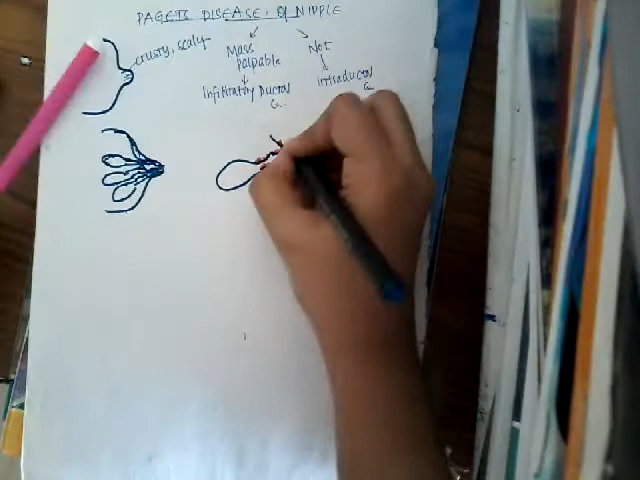 PAGETS DISEASE OF NIPPLE
crusty, scaly
Mass Not
palpable
Infiltrating Ductal Intraductal
Ca. Ca